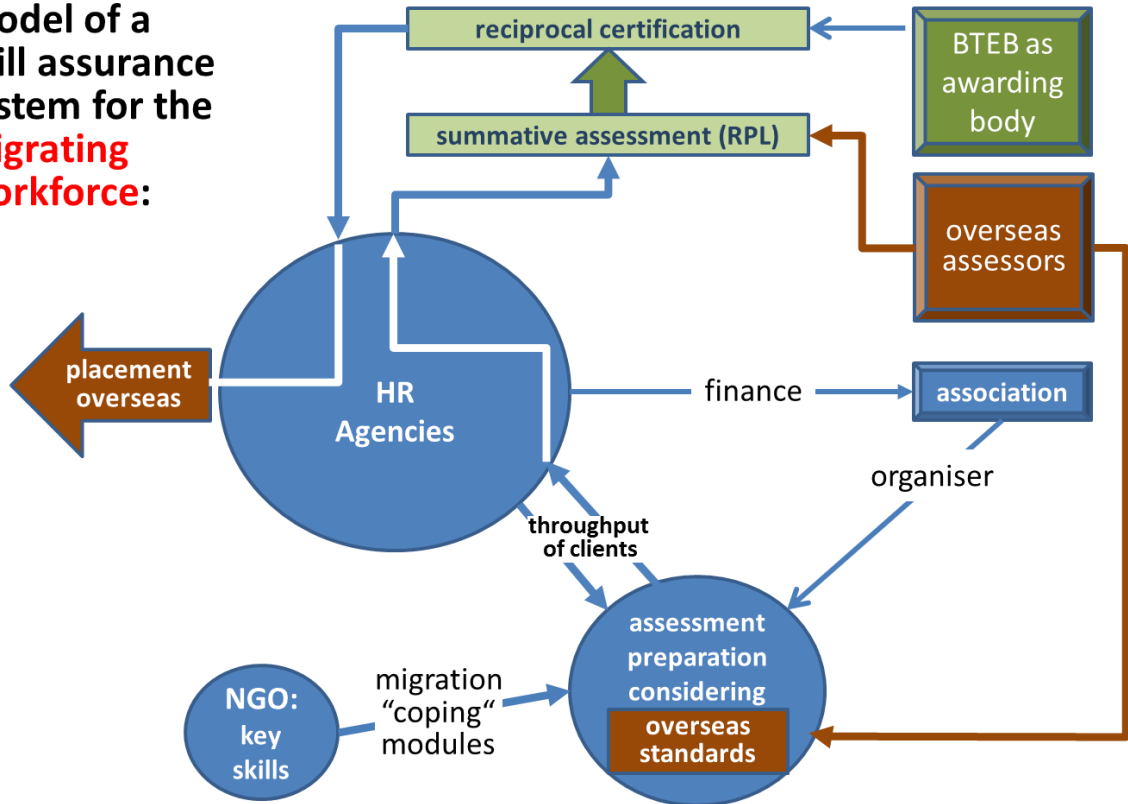 odel of a
ill assurance
stem for the
igrating
orkforce:
reciprocal certification
summative assessment (RPL)
BTEB as
awarding
body
overseas
assessors
placement
overseas
HR
Agencies
finance
association
organiser
throughput
of clients
assessment
preparation
considering
overseas
standards
NGO:
key
skills
migration
“coping“
modules